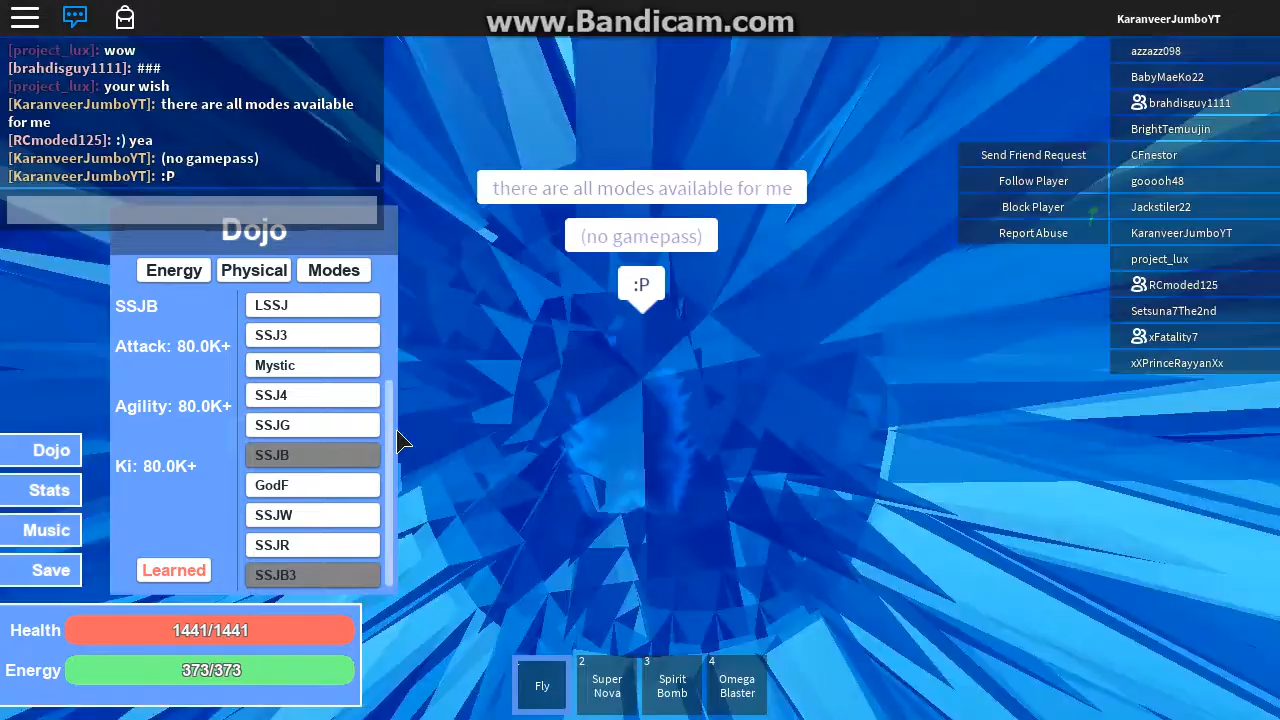 www.Bandicam.com
KaranveerJumboYT
[project_lux]: wow
[brahdisguy1111]: ###
[project_lux]: your wish
[KaranveerJumboYT]: there are all modes available
for me
[RCmoded125]: :) yea
[KaranveerJumboYT]: (no gamepass)
[KaranveerJumboYT]: :P
there are all modes available for me
(no gamepass)
:P
Send Friend Request
Follow Player
Block Player
Report Abuse
azzazz098
BabyMaeKo22
brahdisguy1111
BrightTemuujin
CFnestor
gooooh48
Jackstiler22
KaranveerJumboYT
project_lux
RCmoded125
Setsuna7The2nd
xFatality7
xXPrinceRayyanXx
Dojo
Energy
Physical
Modes
SSJB
Attack: 80.0K+
Agility: 80.0K+
Ki: 80.0K+
Learned
LSSJ
SSJ3
Mystic
SSJ4
SSJG
SSJB
GodF
SSJW
SSJR
SSJB3
Dojo
Stats
Music
Save
Health 1441/1441
Energy 373/373
Fly
2
Super
Nova
3
Spirit
Bomb
4
Omega
Blaster